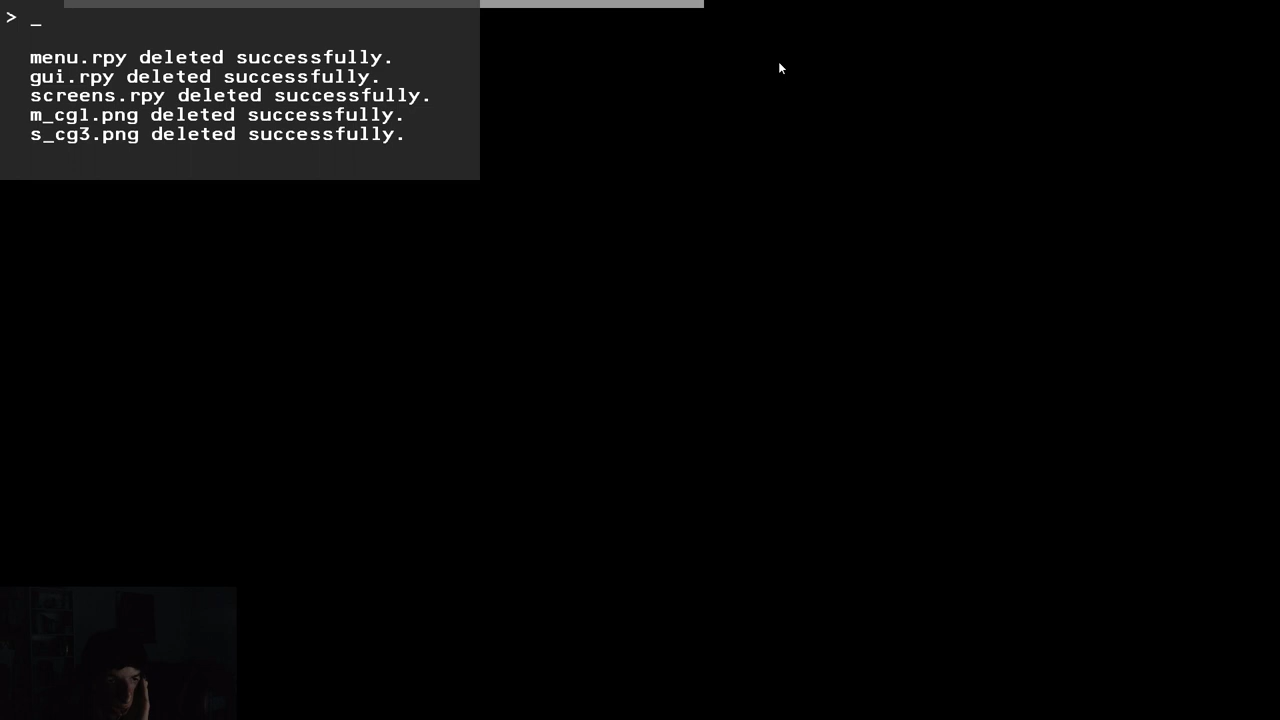 > _
menu.rpy deleted successfully.
gui.rpy deleted successfully.
screens.rpy deleted successfully.
m_cg1.png deleted successfully.
s_cg3.png deleted successfully.